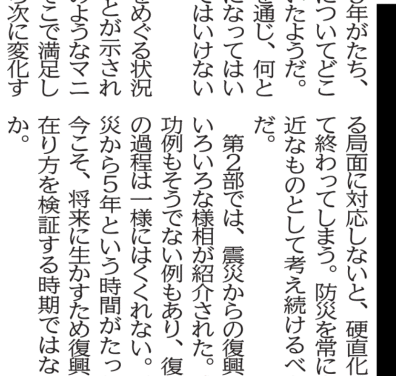 年がたち、
についてどこ
たようだ。
を通じ、何と
になってはい
ではいけない
をめぐる状況
とが示され
のようなマニ
そこで満足し
次に変化す
る局面に対応しないと、硬直化
て終わってしまう。防災を常に
近なものとして考え続けるべ
だ。
第2部では、震災からの復興
いろいろな様相が紹介された。
功例もそうでない例もあり、復
の過程は一様にはくくれない。
災から5年という時間がたっ
今こそ、将来に生かすため復興
在り方を検証する時期ではな
か。